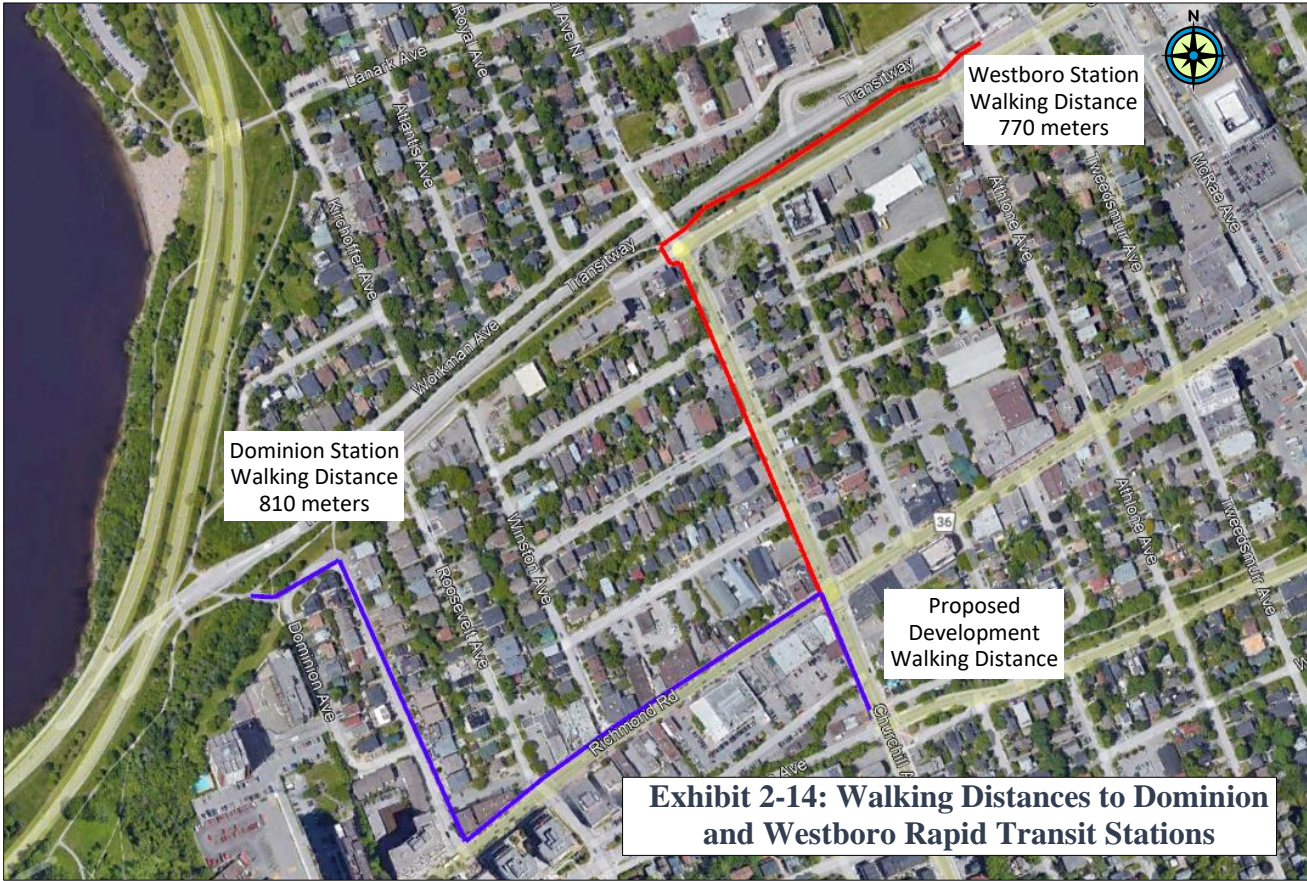 N
Royal Ave
l Ave N
Lanark Ave
Atlantis Ave
Transitway
Westboro Station
Walking Distance
770 meters
Kirchoffer Ave
Athlone Ave
Tweedsmuir Ave
McRae Ave
Transitway
Workman Ave
Dominion Station
Walking Distance
810 meters
Winston Ave
36
Athlone Ave
Tweedsmuir Ave
Roosevelt Ave
Dominion Ave
Proposed
Development
Walking Distance
Richmond Rd
Churchill A
Ave
Exhibit 2-14: Walking Distances to Dominion
and Westboro Rapid Transit Stations